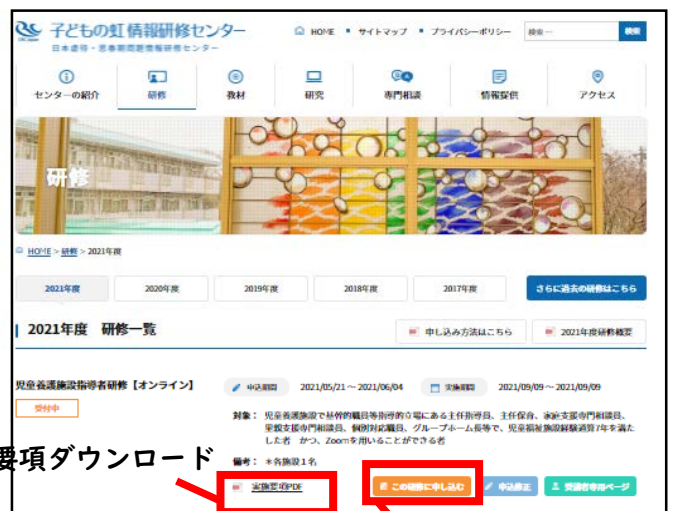 子どもの虹情報研修センター
日本虐待・思春期問題情報研修センター
HOME サイトマップ プライバシーポリシー 検索… 検索
センターの紹介 研修 教材 研究 専門相談 情報提供 アクセス
研修
HOME > 研修 > 2021年度
2021年度 2020年度 2019年度 2018年度 2017年度 さらに過去の研修はこちら
2021年度 研修一覧 申し込み方法はこちら 2021年度研修概要
児童養護施設指導者研修【オンライン】 申込期間 2021/05/21～2021/06/04 実施期間 2021/09/09～2021/09/09
受付中
対象： 児童養護施設で基幹的職員等指導的立場にある主任指導員、主任保育、家庭支援専門相談員、
里親支援専門相談員、個別対応職員、グループホーム長等で、児童福祉施設経験通算7年を満た
した者 かつ、Zoomを用いることができる者
備考： ＊各施設1名
要項ダウンロード
実施要項PDF この研修に申し込む 申込修正 受講者専用ページ